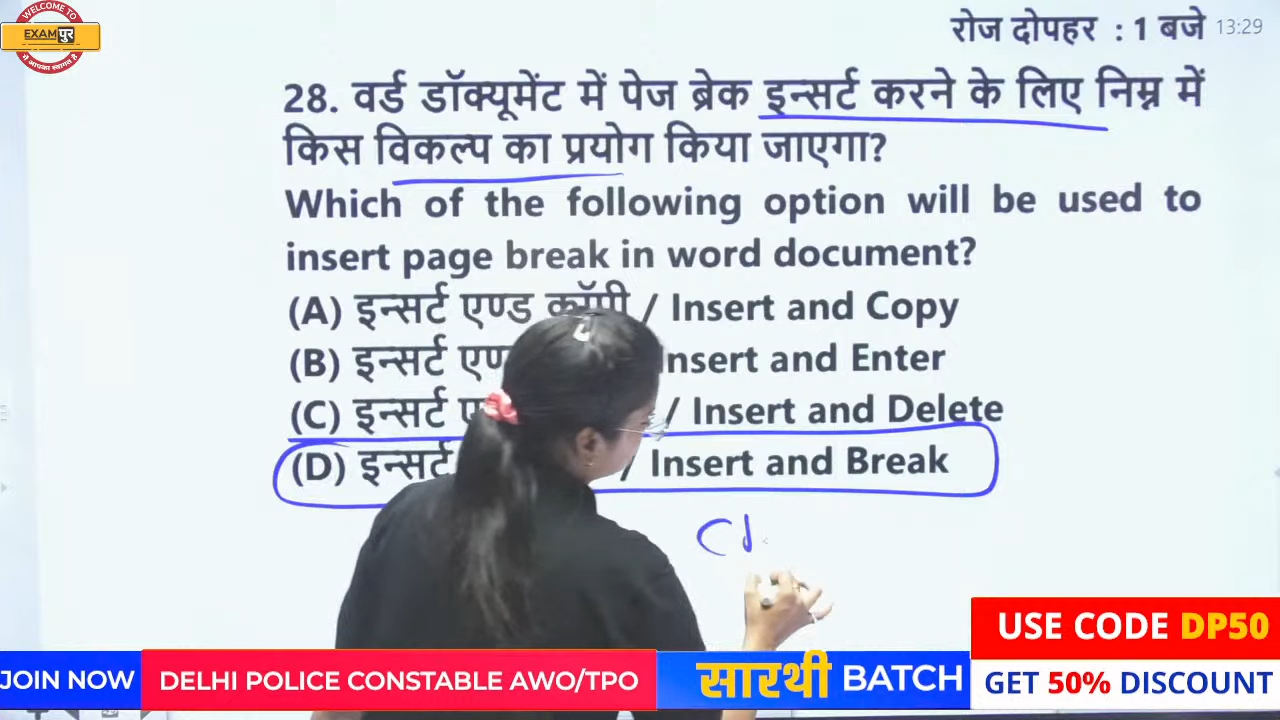 WELCOME TO
EXAMपुर
में आपका स्वागत है
रोज दोपहर : 1 बजे 13:29
28. वर्ड डॉक्यूमेंट में पेज ब्रेक इन्सर्ट करने के लिए निम्न में
किस विकल्प का प्रयोग किया जाएगा?
Which of the following option will be used to
insert page break in word document?
(A) इन्सर्ट एण्ड कॉपी / Insert and Copy
(B) इन्सर्ट nsert and Enter
(C) इन्सर्ट / Insert and Delete
(D) इन्सर्ट / Insert and Break
JOIN NOW DELHI POLICE CONSTABLE AWO/TPO सारथी BATCH
USE CODE DP50
GET 50% DISCOUNT